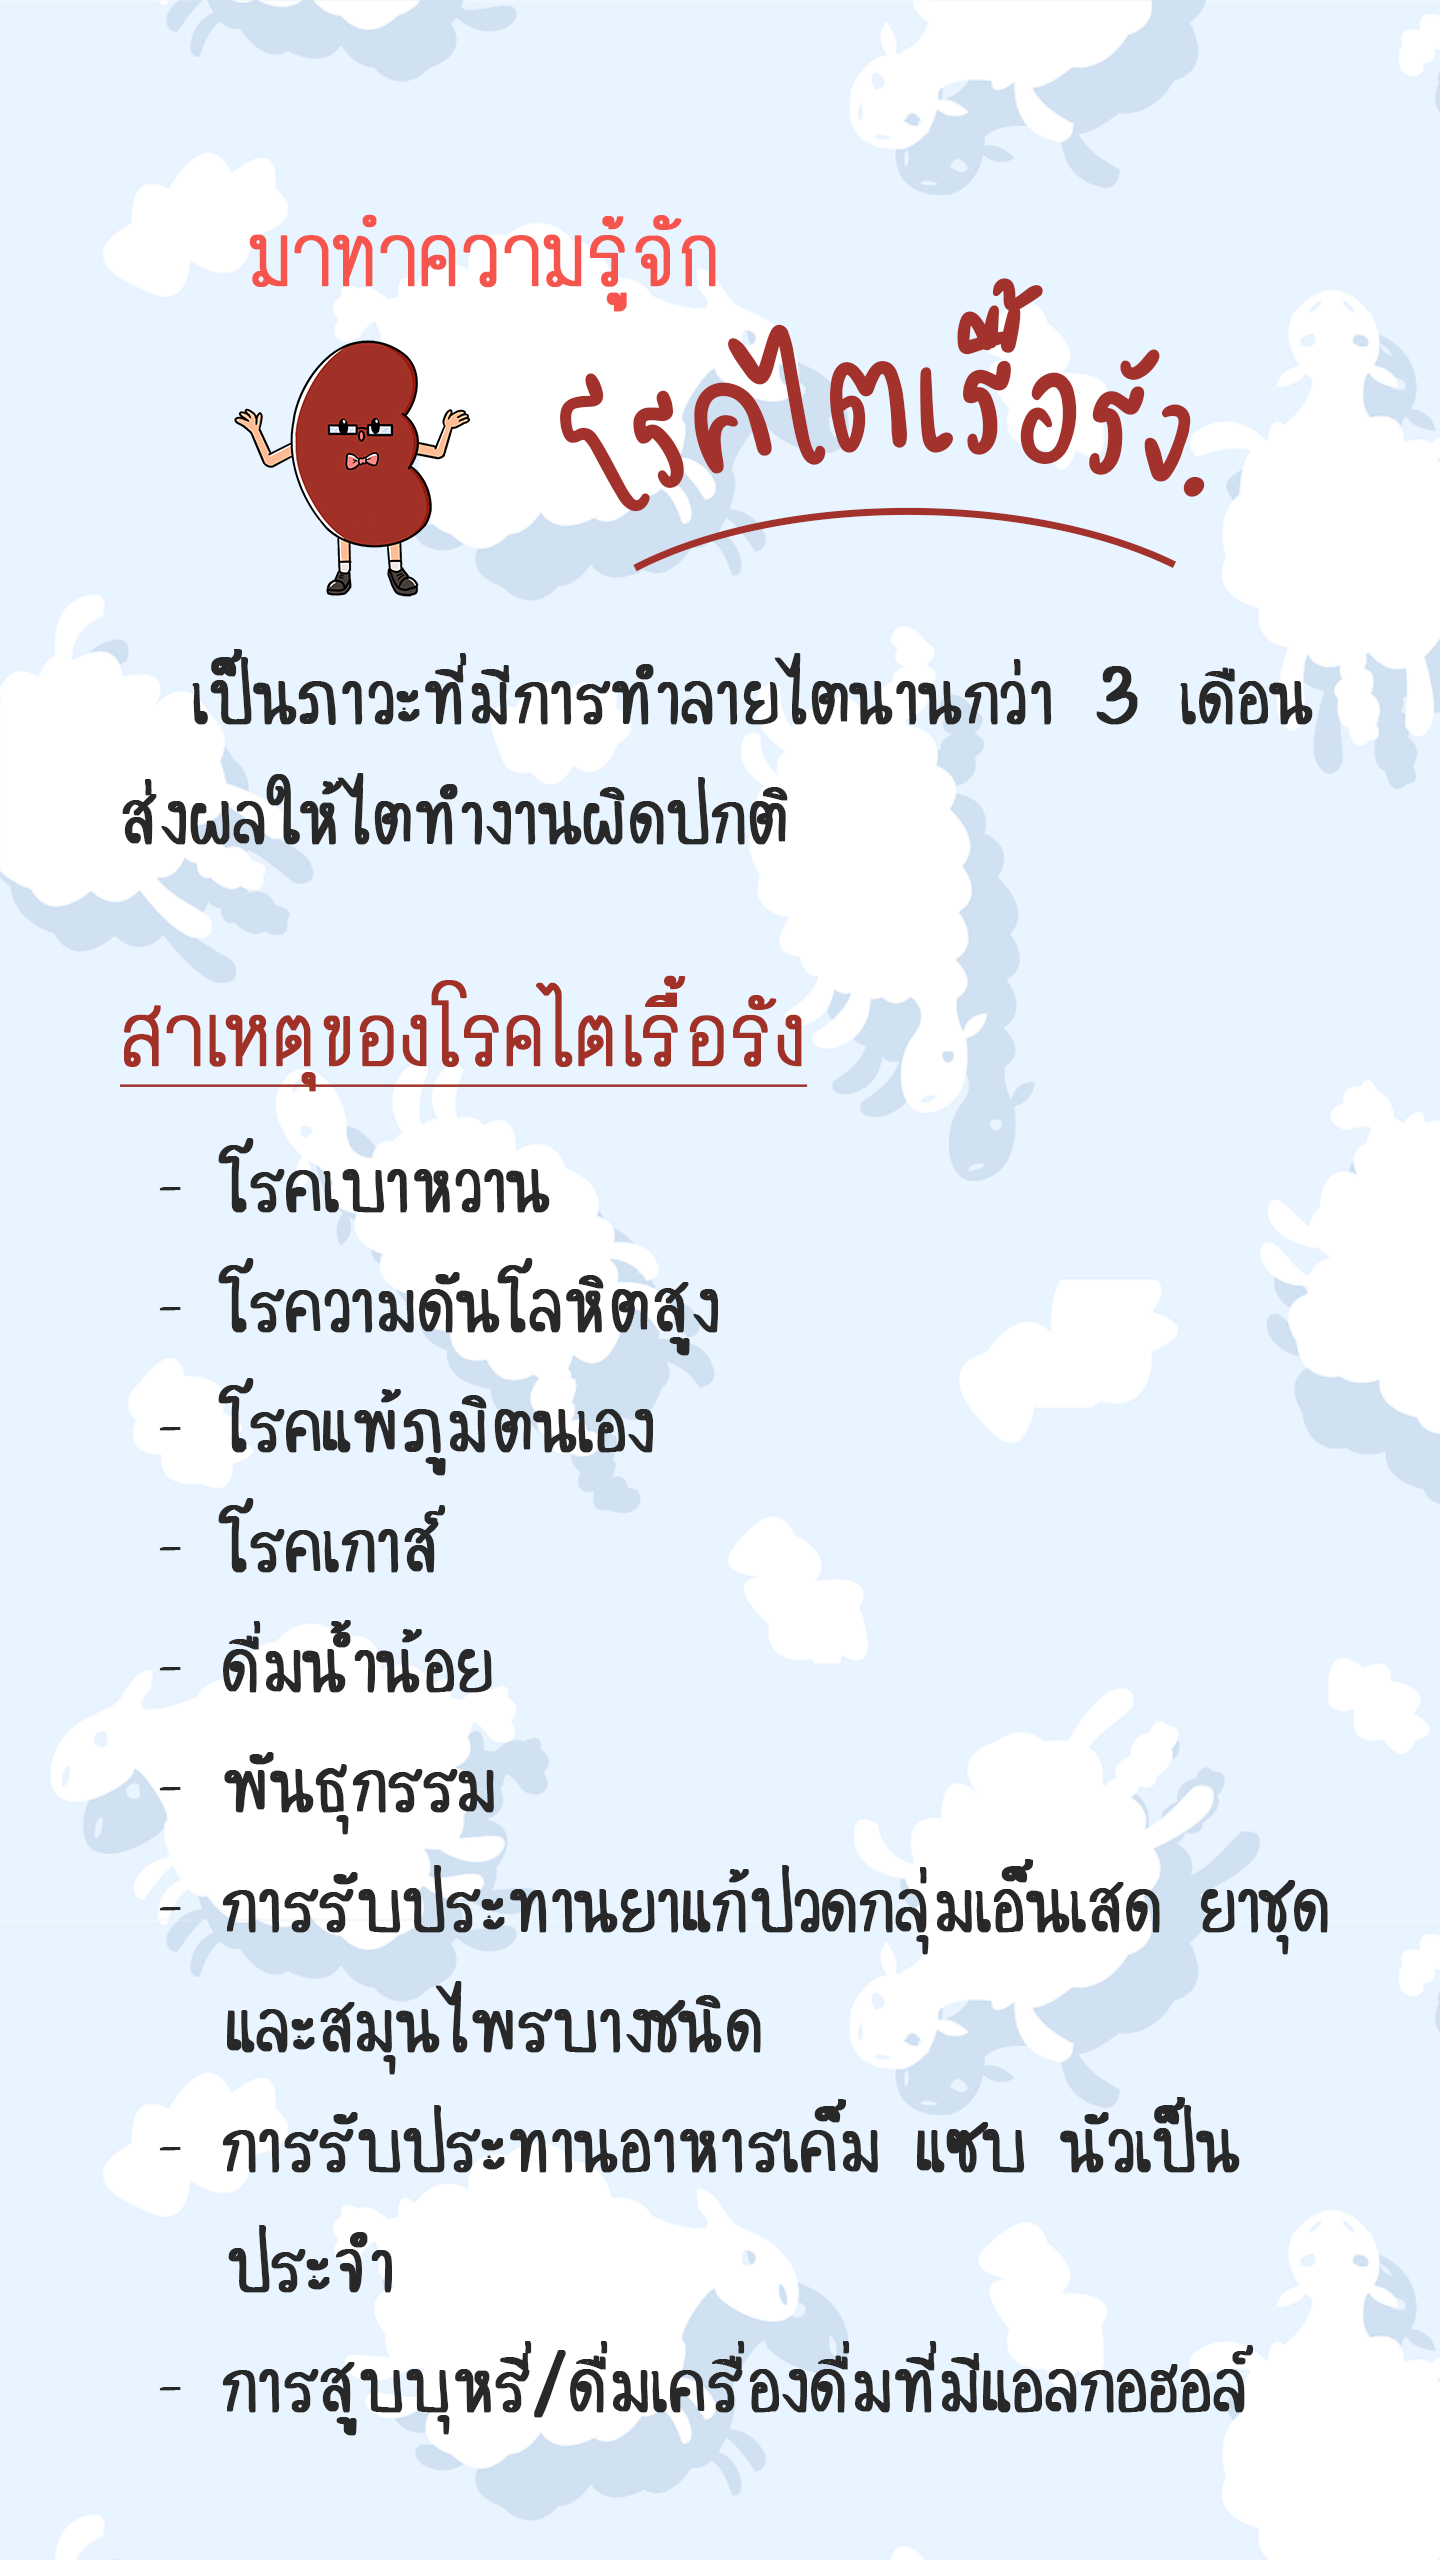 มาทำความรู้จัก
โรคไตเรื้อรัง.
เป็นภาวะที่มีการทำลายไตนานกว่า 3 เดือน
ส่งผลให้ไตทำงานผิดปกติ
สาเหตุของโรคไตเรื้อรัง
- โรคเบาหวาน
- โรความดันโลหิตสูง
- โรคแพ้ภูมิตนเอง
- โรคเกาส์
- ดื่มน้ำน้อย
- พันธุกรรม
- การรับประทานยาแก้ปวดกลุ่มเอ็นเสด ยาชุด
และสมุนไพรบางชนิด
- การรับประทานอาหารเค็ม แซบ นัวเป็น
ประจำ
- การสูบบุหรี่/ดื่มเครื่องดื่มที่มีแอลกอฮอล์